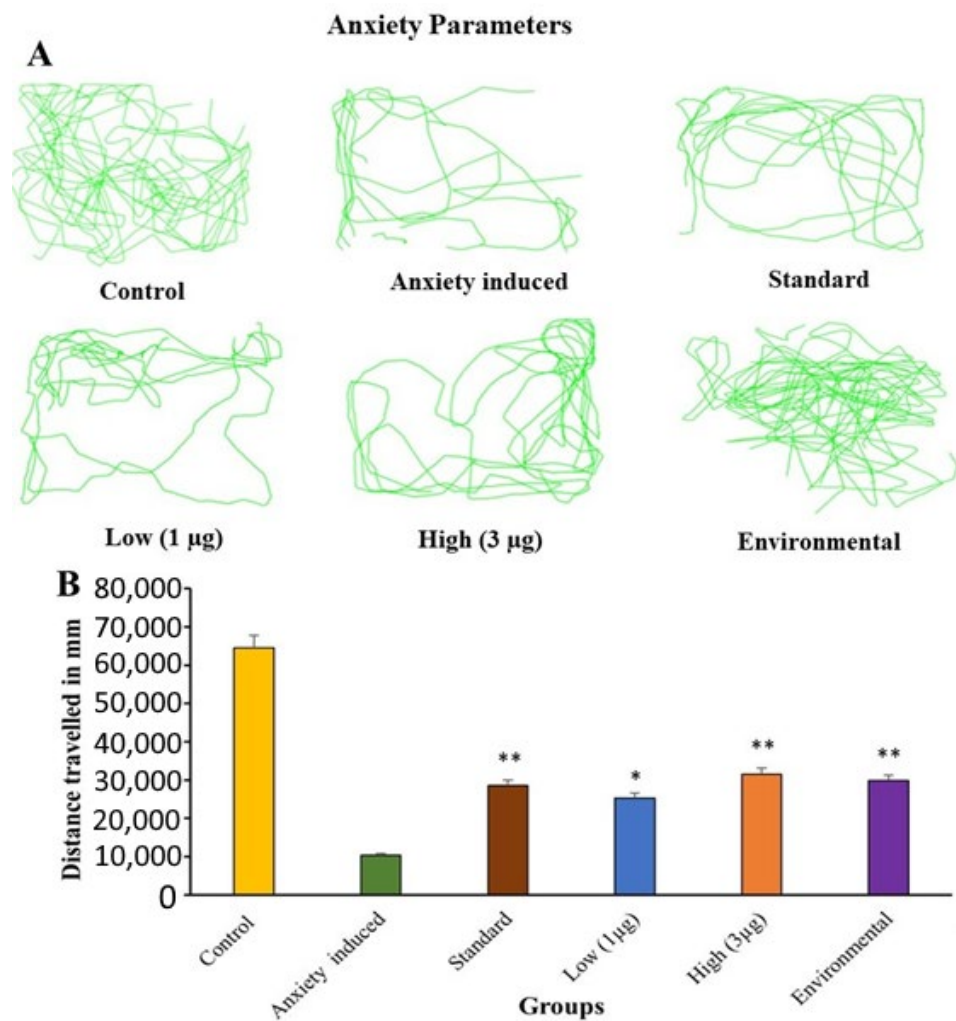 Anxiety Parameters
A
Control
Anxiety induced
Standard
Low (1 µg)
High (3 µg)
Environmental
B
Distance travelled in mm
80,000
70,000
60,000
50,000
40,000
30,000
20,000
10,000
0
**
*
**
**
Control
Anxiety induced
Standard
Low (1µg)
High (3µg)
Environmental
Groups